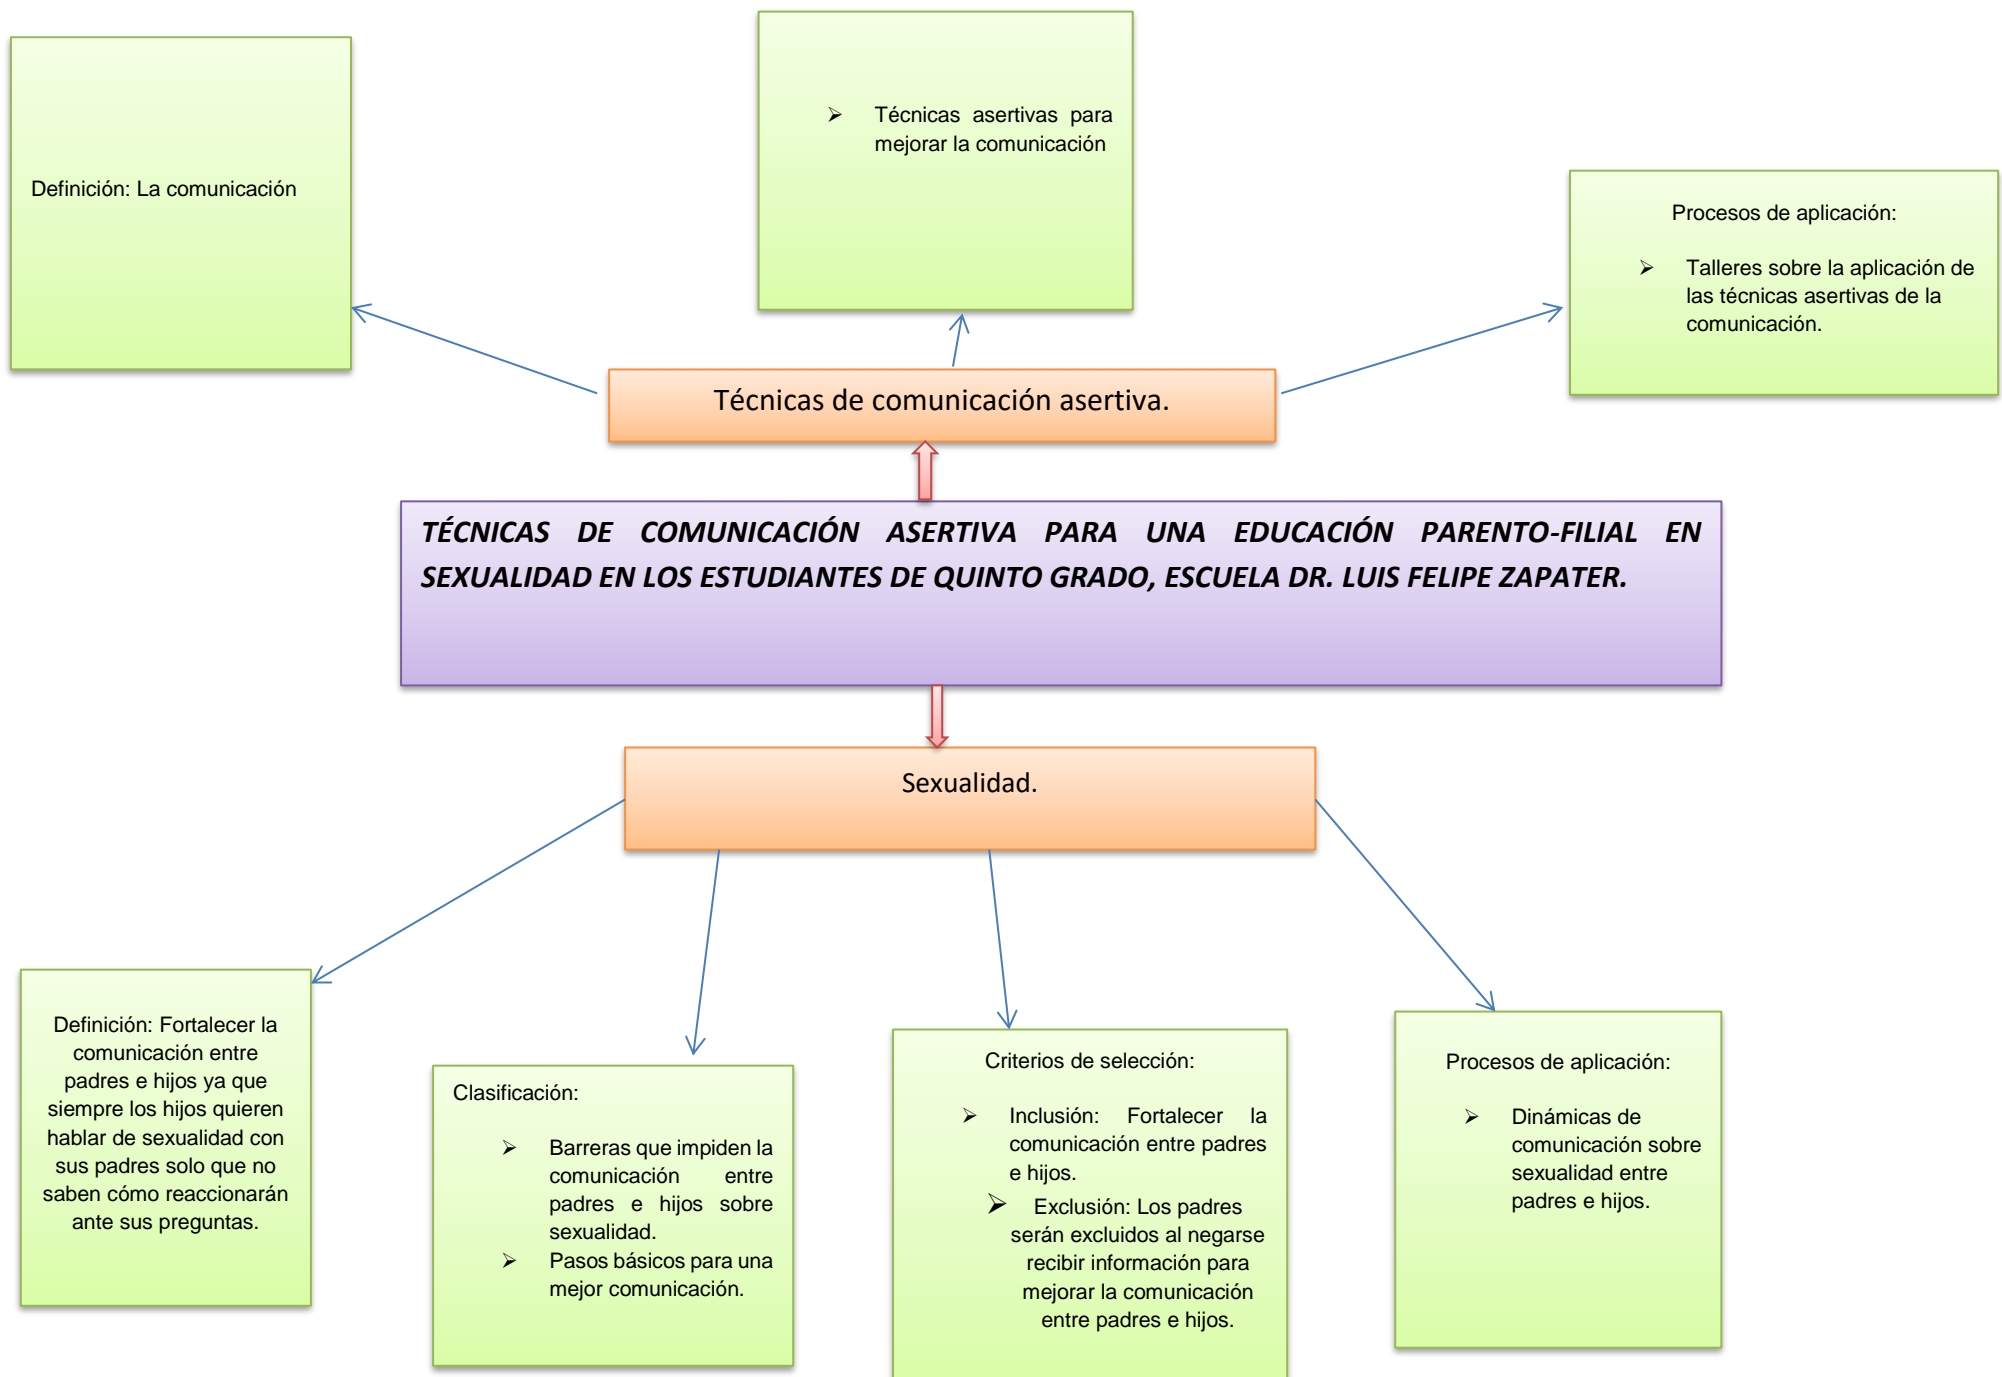 Definición: La comunicación
➢ Técnicas asertivas para
mejorar la comunicación
Procesos de aplicación:
➢ Talleres sobre la aplicación de
las técnicas asertivas de la
comunicación.
Técnicas de comunicación asertiva.
TÉCNICAS DE COMUNICACIÓN ASERTIVA PARA UNA EDUCACIÓN PARENTO-FILIAL EN
SEXUALIDAD EN LOS ESTUDIANTES DE QUINTO GRADO, ESCUELA DR. LUIS FELIPE ZAPATER.
Sexualidad.
Definición: Fortalecer la
comunicación entre
padres e hijos ya que
siempre los hijos quieren
hablar de sexualidad con
sus padres solo que no
saben cómo reaccionarán
ante sus preguntas.
Clasificación:
➢ Barreras que impiden la
comunicación entre
padres e hijos sobre
sexualidad.
➢ Pasos básicos para una
mejor comunicación.
Criterios de selección:
➢ Inclusión: Fortalecer la
comunicación entre padres
e hijos.
➢ Exclusión: Los padres
serán excluidos al negarse
recibir información para
mejorar la comunicación
entre padres e hijos.
Procesos de aplicación:
➢ Dinámicas de
comunicación sobre
sexualidad entre
padres e hijos.